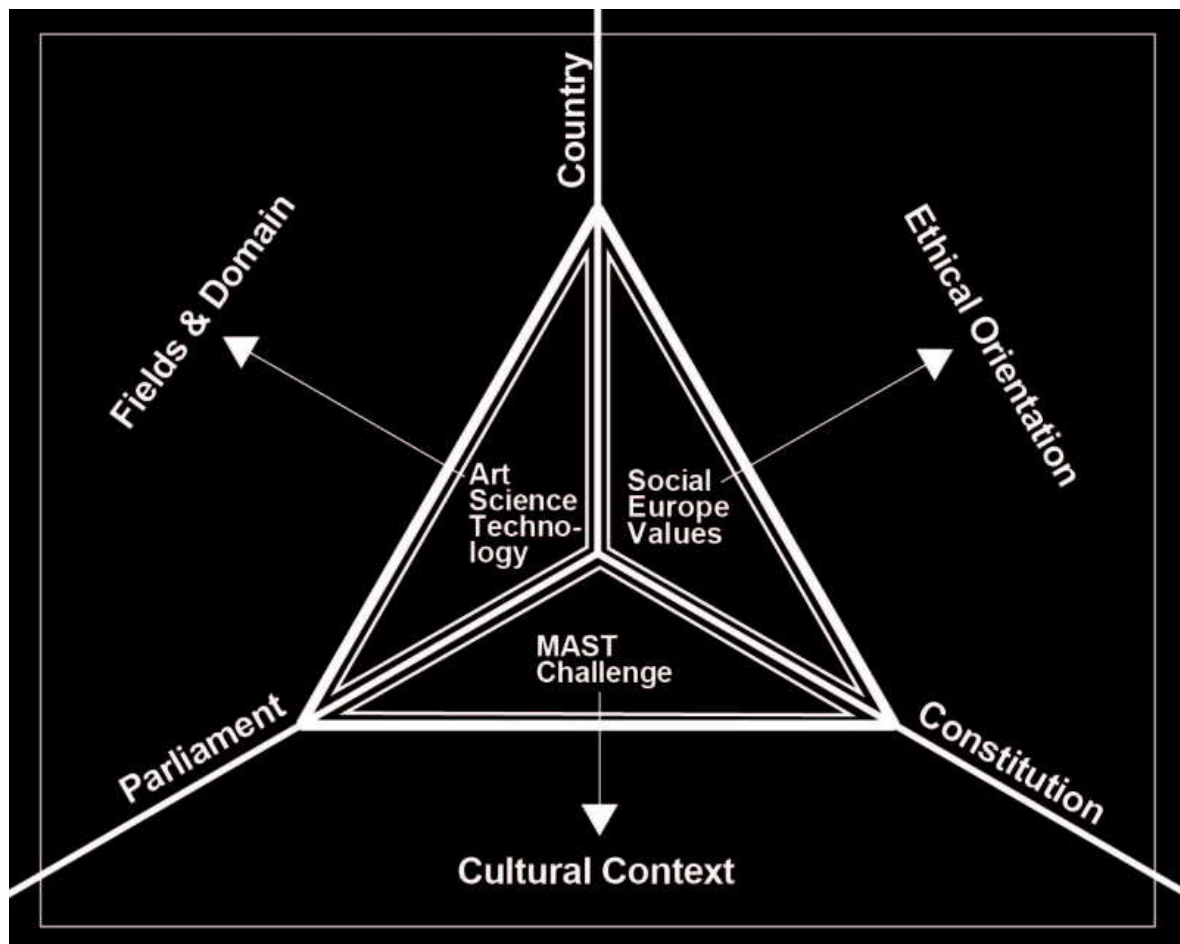 Country
Fields & Domain
Ethical Orientation
Art
Science
Techno-
logy
Social
Europe
Values
MAST
Challenge
Parliament
Constitution
Cultural Context